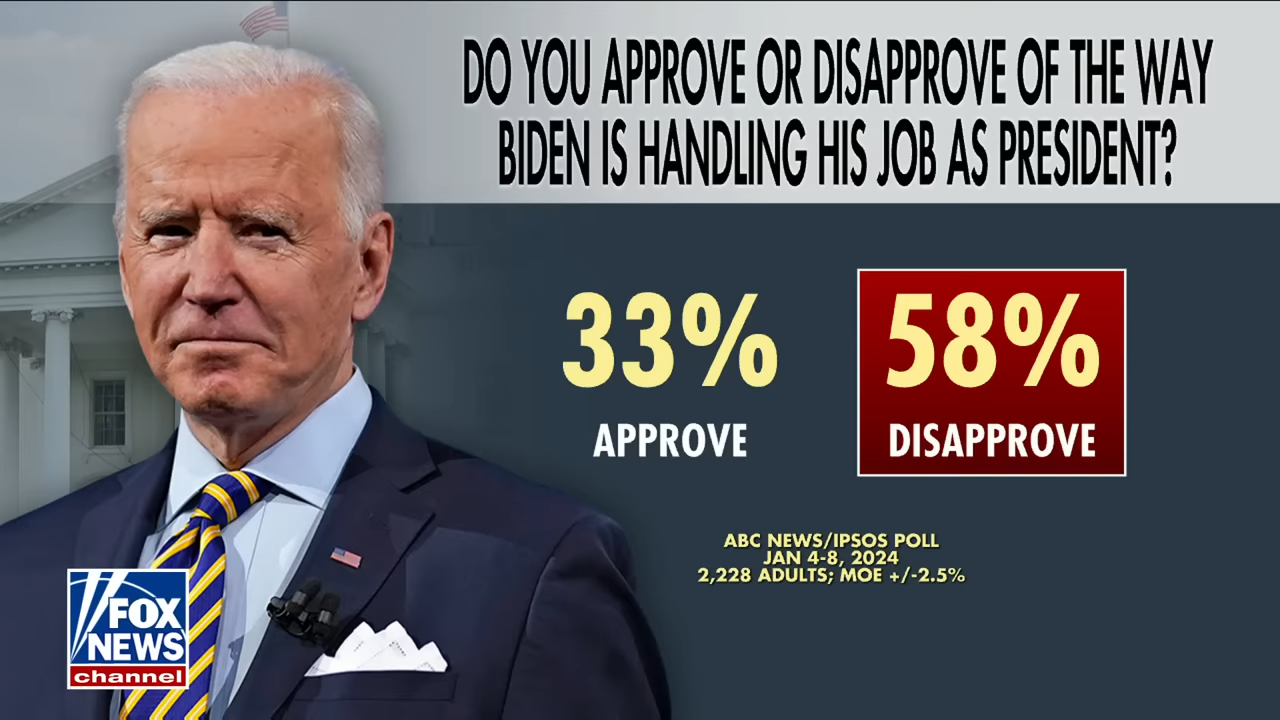 DO YOU APPROVE OR DISAPPROVE OF THE WAY
BIDEN IS HANDLING HIS JOB AS PRESIDENT?
33%
APPROVE
58%
DISAPPROVE
ABC NEWS/IPSOS POLL
JAN 4-8, 2024
2,228 ADULTS; MOE +/-2.5%
FOX
NEWS
channel